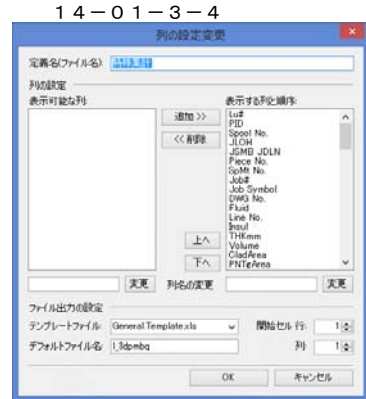 １４－０１－３－４
列の設定変更
定義名(ファイル名):
列の設定
表示可能な列:
表示する列と順序:
追加 >>
<< 削除
Lu#
PID
Spool No.
JLOH
JSMB JDLN
Piece No.
SpMt No.
Job#
Job Symbol
DWG No.
Fluid
Line No.
Insul
THKmm
Volume
CladArea
PNTgArea
上へ
下へ
変更
列名の変更
変更
ファイル出力の設定
テンプレートファイル:
General Template.xls
開始セル 行:
1
デフォルトファイル名:
列:
1
OK
キャンセル